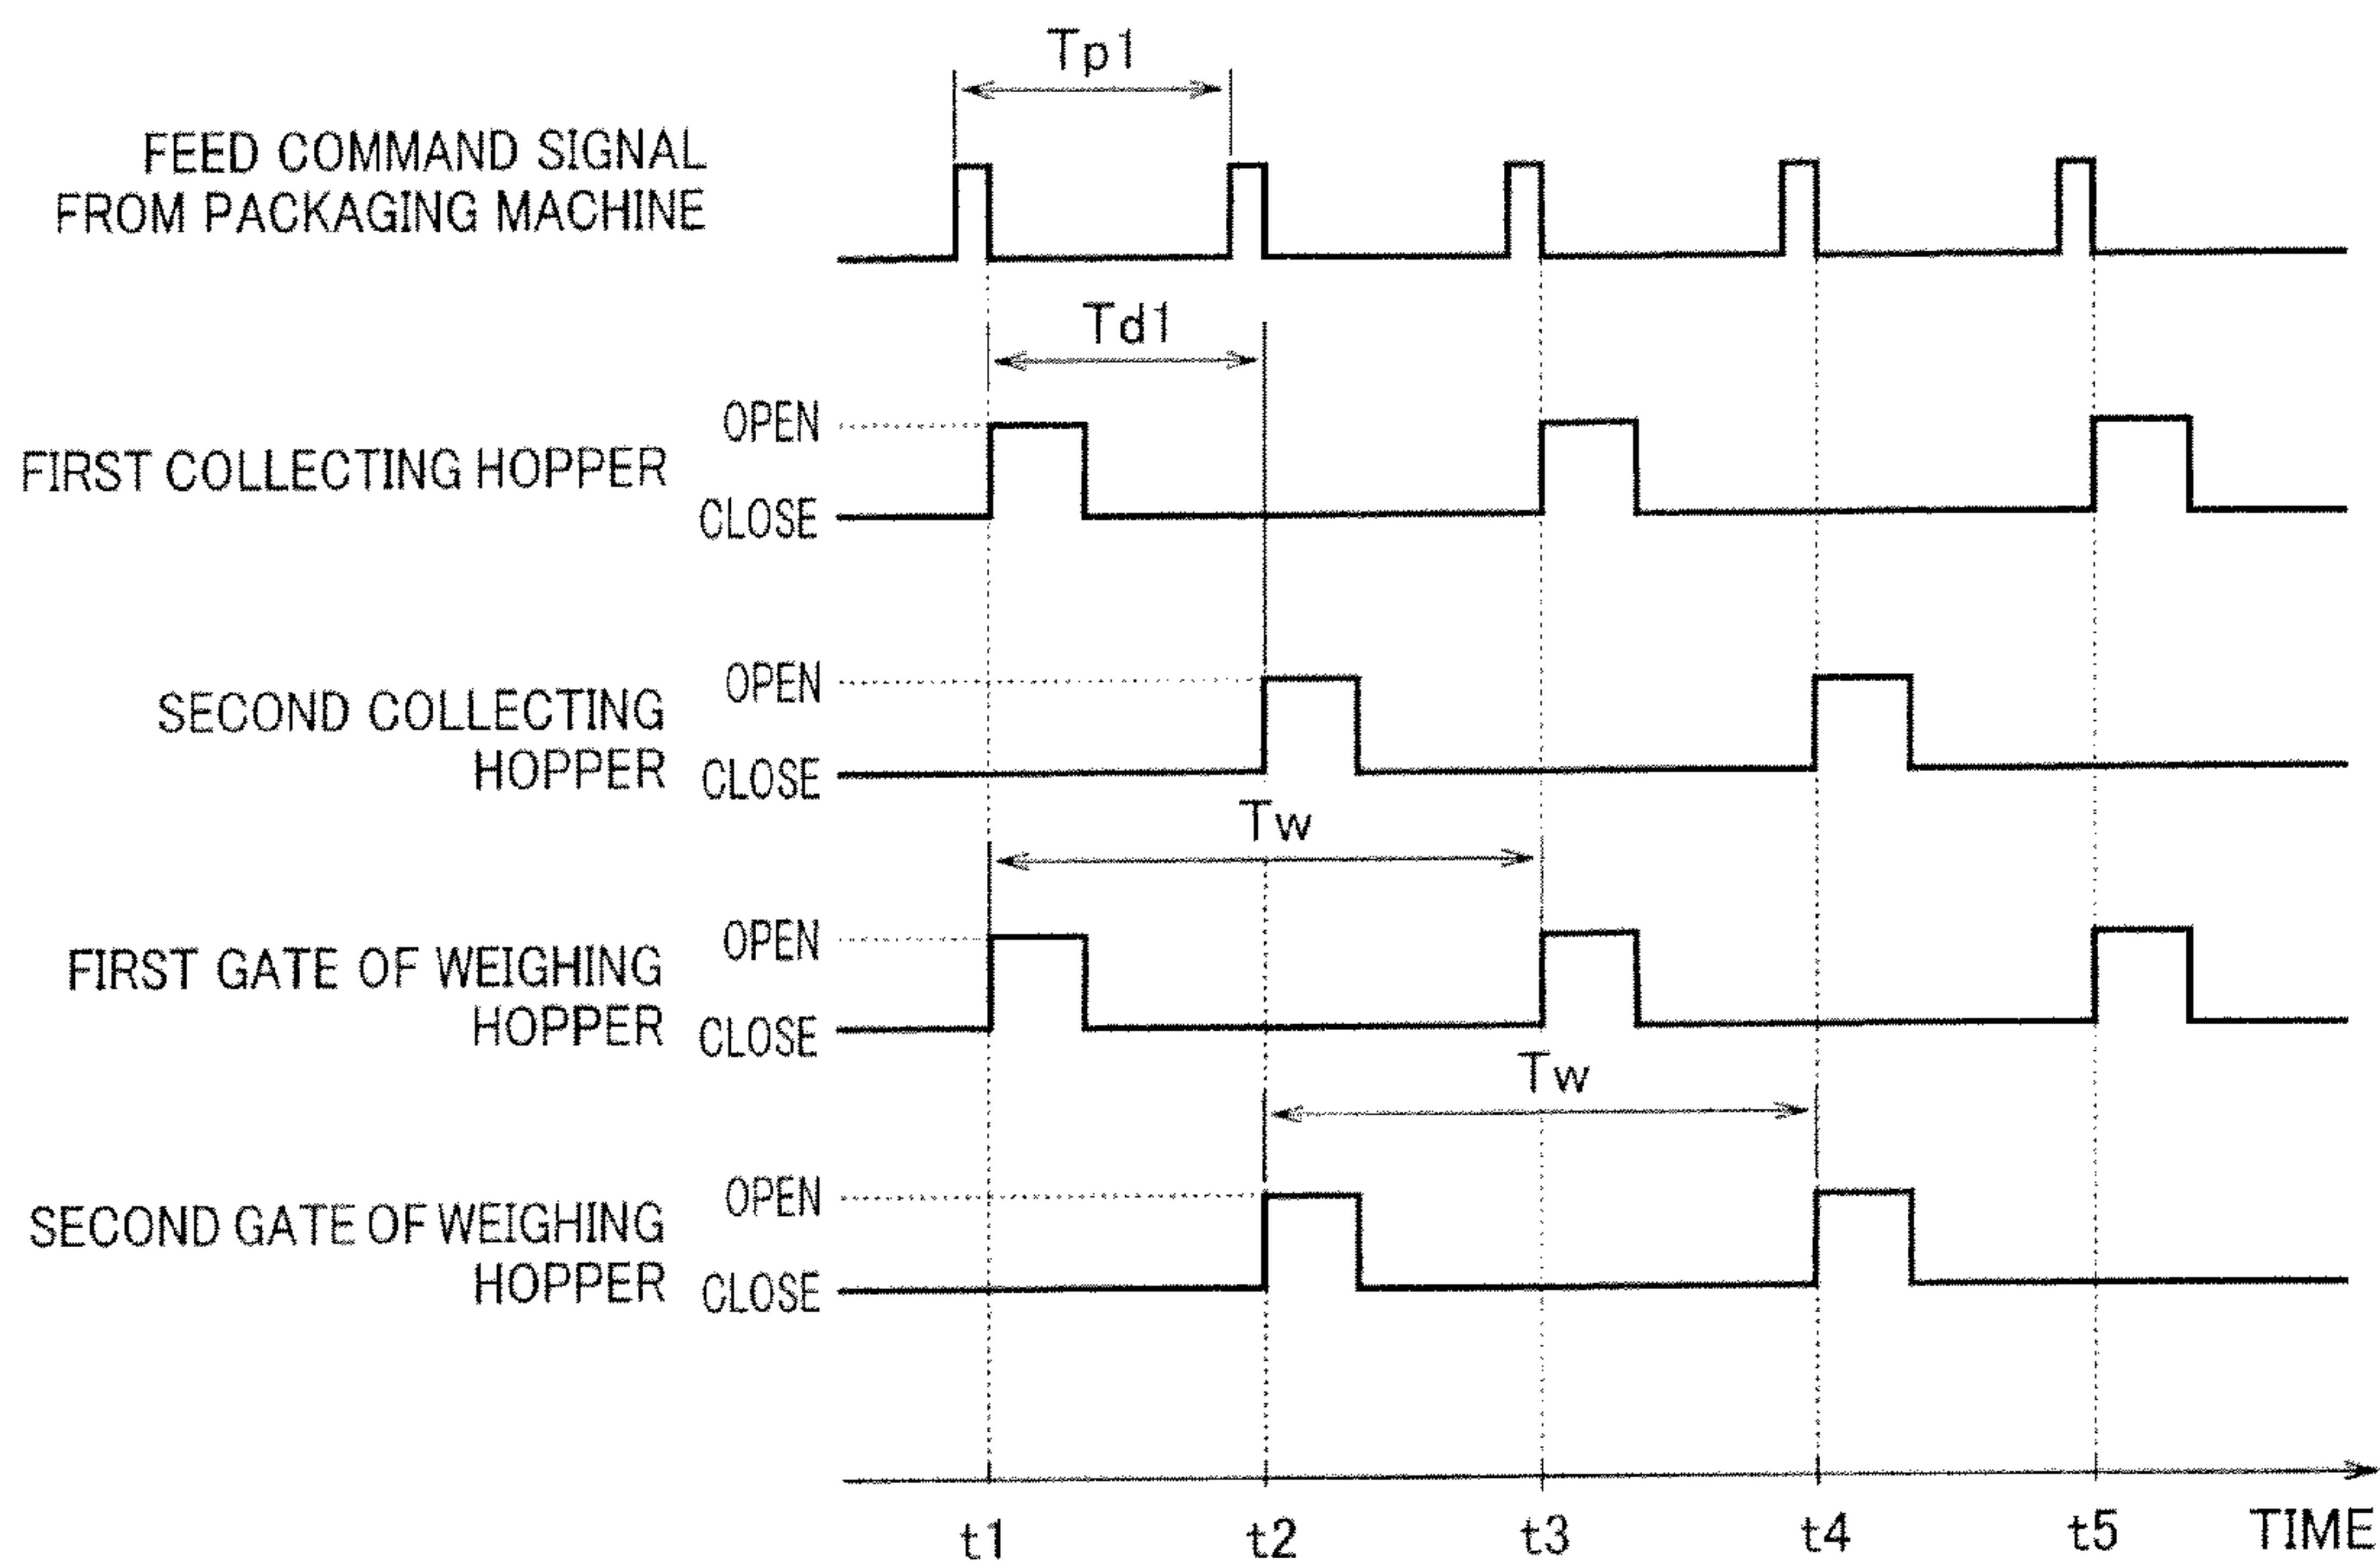 Tp1
FEED COMMAND SIGNAL
FROM PACKAGING MACHINE
Td1
OPEN
FIRST COLLECTING HOPPER
CLOSE
OPEN
SECOND COLLECTING
HOPPER
CLOSE
Tw
OPEN
FIRST GATE OF WEIGHING
HOPPER
CLOSE
Tw
OPEN
SECOND GATE OF WEIGHING
HOPPER
CLOSE
t1 t2 t3 t4 t5 TIME